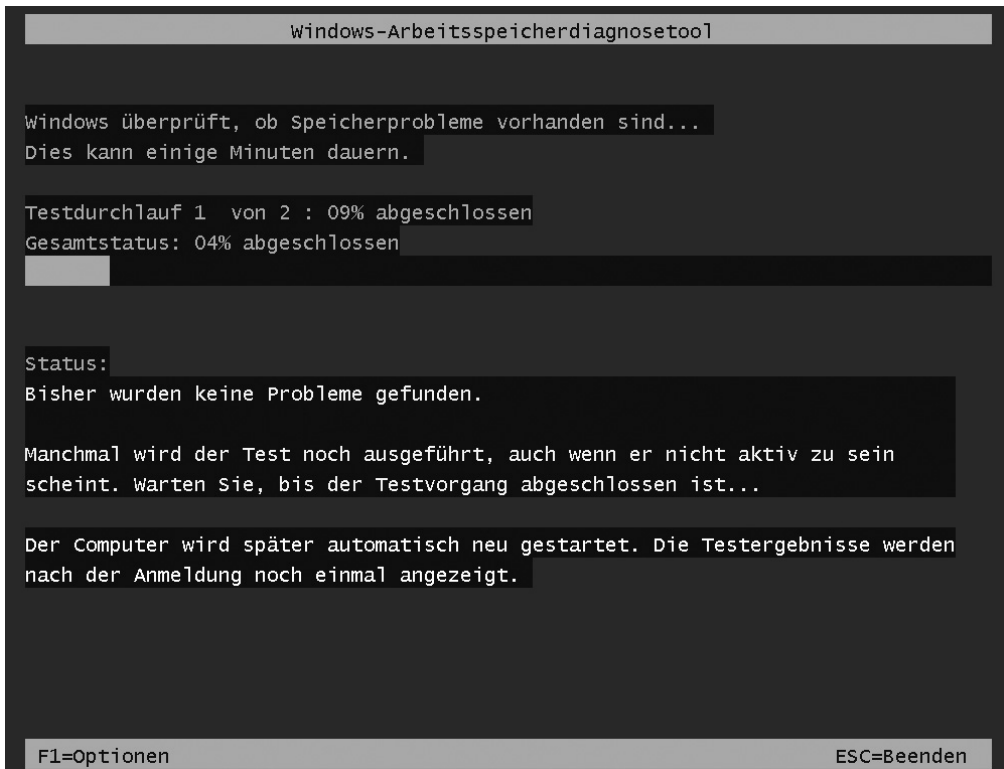 Windows-Arbeitsspeicherdiagnosetool
Windows überprüft, ob Speicherprobleme vorhanden sind...
Dies kann einige Minuten dauern.
Testdurchlauf 1  von 2 : 09% abgeschlossen
Gesamtstatus: 04% abgeschlossen
Status:
Bisher wurden keine Probleme gefunden.
Manchmal wird der Test noch ausgeführt, auch wenn er nicht aktiv zu sein
scheint. Warten Sie, bis der Testvorgang abgeschlossen ist...
Der Computer wird später automatisch neu gestartet. Die Testergebnisse werden
nach der Anmeldung noch einmal angezeigt.
F1=Optionen ESC=Beenden